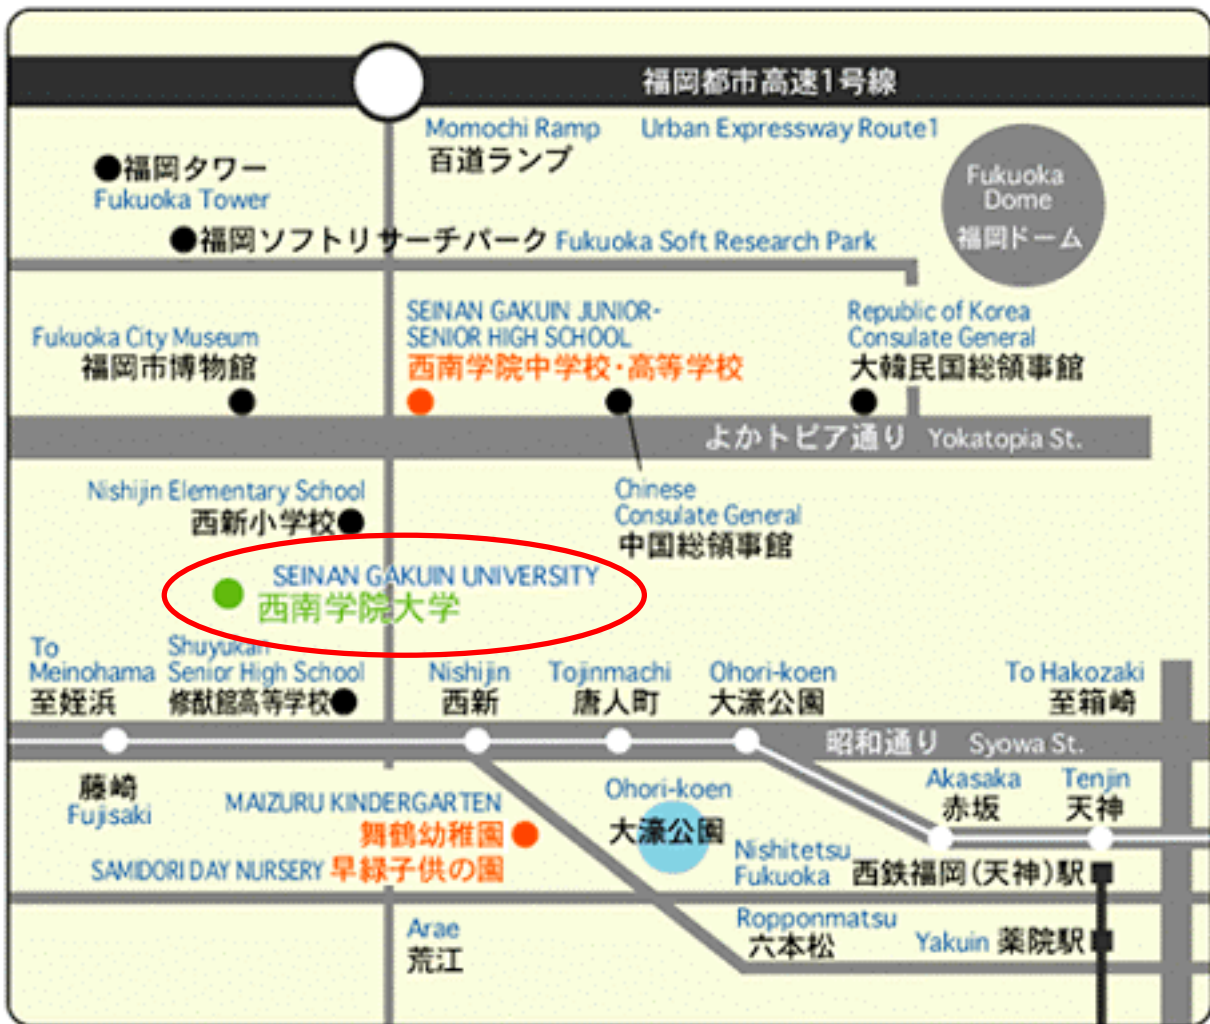 福岡都市高速1号線
Momochi Ramp
Urban Expressway Route1
百道ランプ
福岡タワー
Fukuoka Tower
Fukuoka
Dome
福岡ドーム
福岡ソフトリサーチパーク Fukuoka Soft Research Park
SEINAN GAKUIN JUNIOR-
SENIOR HIGH SCHOOL
西南学院中学校・高等学校
Republic of Korea
Consulate General
大韓民国総領事館
Fukuoka City Museum
福岡市博物館
よかトピア通り Yokatopia St.
Nishijin Elementary School
西新小学校
Chinese
Consulate General
中国総領事館
SEINAN GAKUIN UNIVERSITY
西南学院大学
To
Meinohama
至姪浜
Shuyukan
Senior High School
修猷館高等学校
Nishijin
西新
Tojinmachi
唐人町
Ohori-koen
大濠公園
To Hakozaki
至箱崎
昭和通り Syowa St.
藤崎
Fujisaki
MAIZURU KINDERGARTEN
舞鶴幼稚園
SAMIDORI DAY NURSERY 早緑子供の園
Ohori-koen
大濠公園
Akasaka
赤坂
Tenjin
天神
Nishitetsu
Fukuoka
西鉄福岡(天神)駅
Arae
荒江
Ropponmatsu
六本松
Yakuin 薬院駅